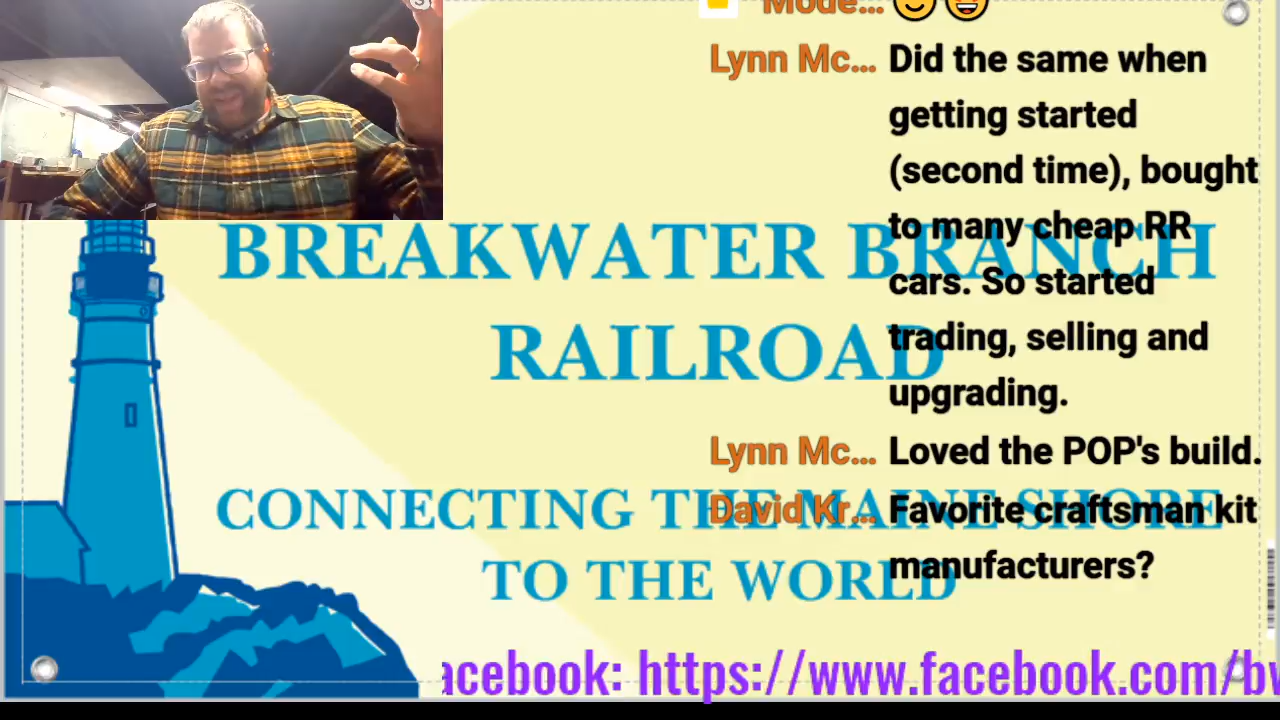 Mode...
Lynn Mc... Did the same when
getting started
(second time), bought
to many cheap RR
cars. So started
trading, selling and
upgrading.
Lynn Mc... Loved the POP's build.
David Kr... Favorite craftsman kit
manufacturers?
BREAKWATER BRANCH
RAILROAD
CONNECTING THE MAINE SHORE
TO THE WORLD
acebook: https://www.facebook.com/bw